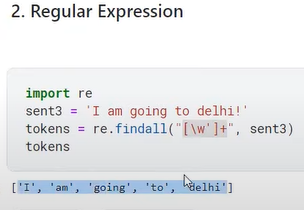 2. Regular Expression
import re
sent3 = 'I am going to delhi!'
tokens = re.findall("[\w']+", sent3)
tokens
['I', 'am', 'going', 'to', 'delhi']